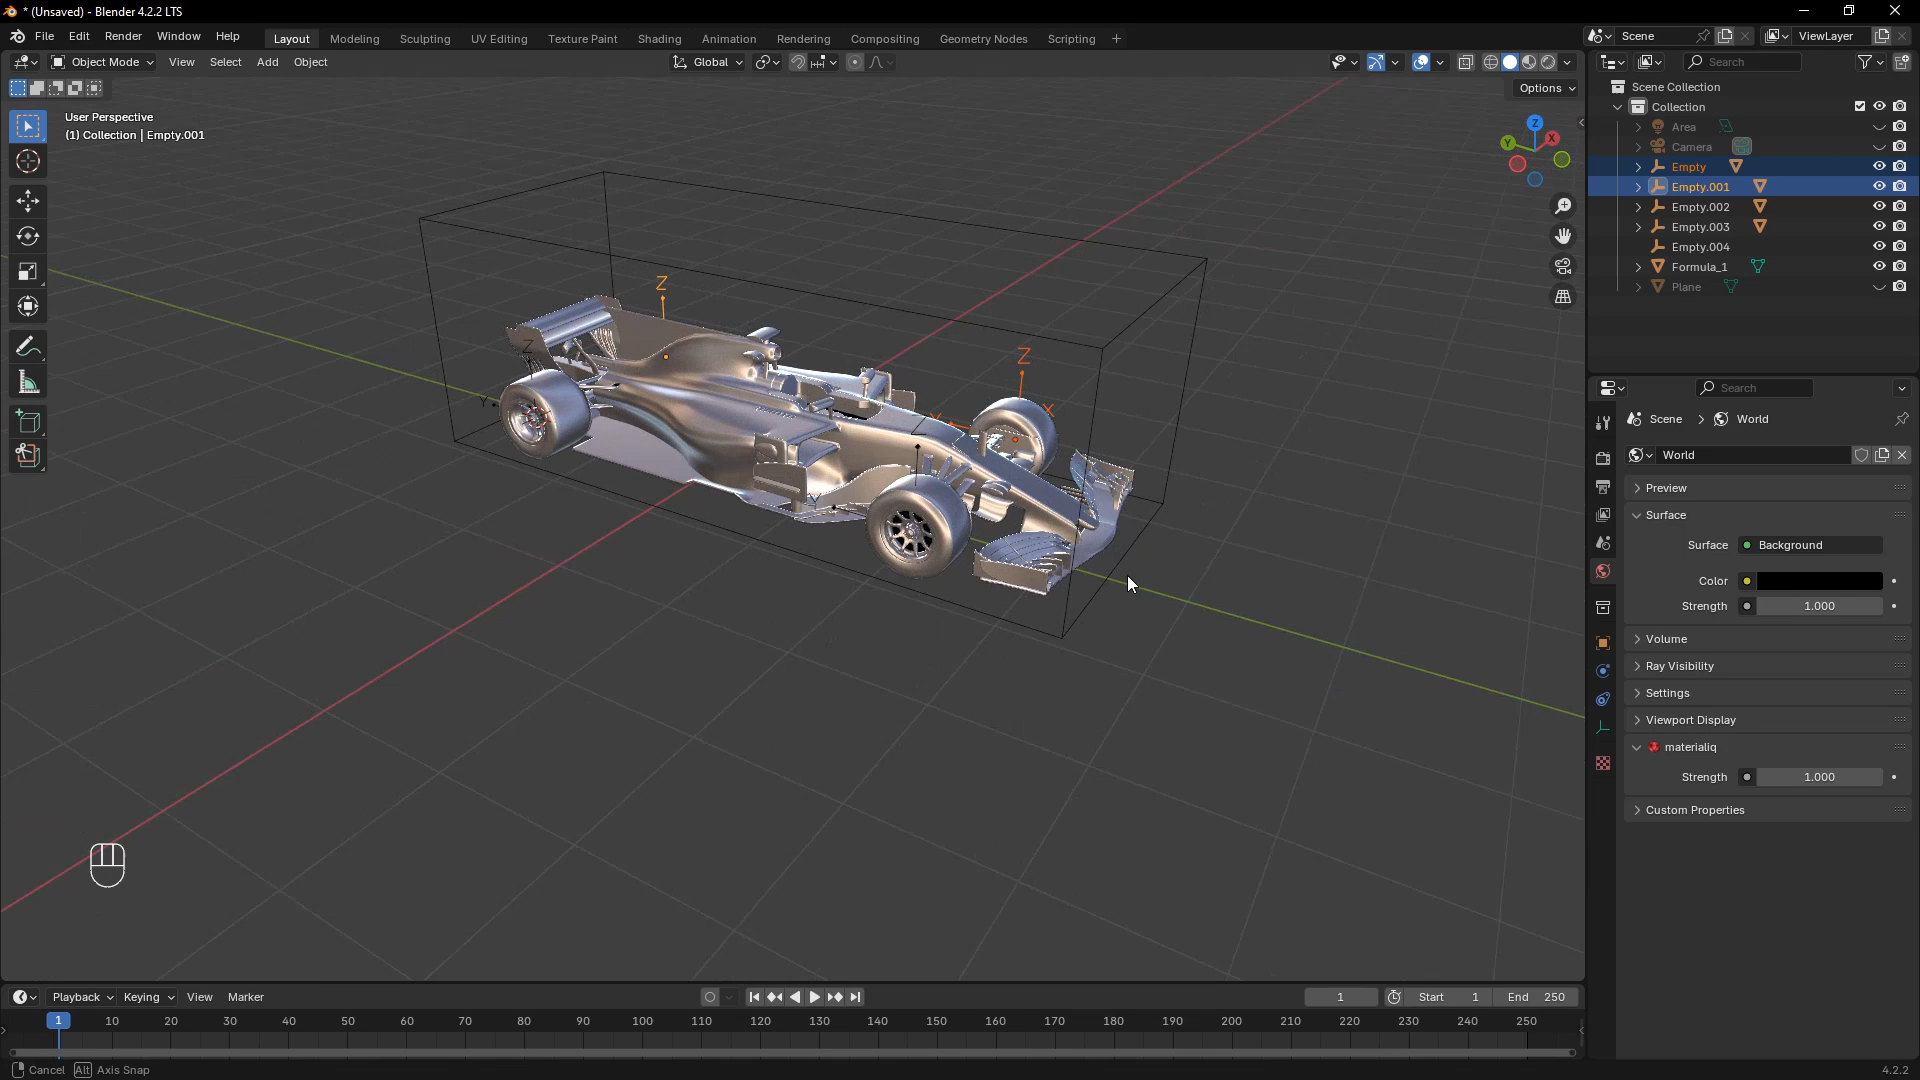 * (Unsaved) - Blender 4.2.2 LTS
File Edit Render Window Help
Layout Modeling Sculpting UV Editing Texture Paint Shading Animation Rendering Compositing Geometry Nodes Scripting +
Scene ViewLayer
Object Mode View Select Add Object
Global
Search
Options
User Perspective
(1) Collection | Empty.001
Z
X
Y
Z
Z
Z
X
Y
Scene Collection
Collection
Area
Camera
Empty
Empty.001
Empty.002
Empty.003
Empty.004
Formula_1
Plane
Search
Scene World
World
Preview
Surface
Surface Background
Color
Strength 1.000
Volume
Ray Visibility
Settings
Viewport Display
materialiq
Strength 1.000
Custom Properties
Playback Keying View Marker
1 Start 1 End 250
1 10 20 30 40 50 60 70 80 90 100 110 120 130 140 150 160 170 180 190 200 210 220 230 240 250
Cancel Alt Axis Snap
4.2.2